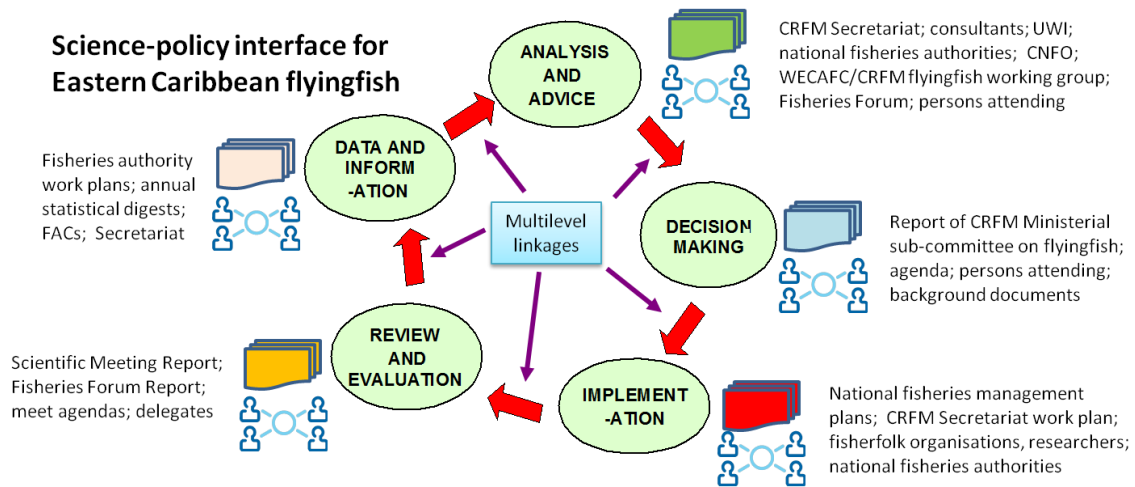 Science-policy interface for
Eastern Caribbean flyingfish
ANALYSIS
AND
ADVICE
CRFM Secretariat; consultants; UWI;
national fisheries authorities; CNFO;
WECAFC/CRFM flyingfish working group;
Fisheries Forum; persons attending
DATA AND
INFORM
-ATION
Fisheries authority
work plans; annual
statistical digests;
FACs; Secretariat
Multilevel
linkages
DECISION
MAKING
Report of CRFM Ministerial
sub-committee on flyingfish;
agenda; persons attending;
background documents
REVIEW
AND
EVALUATION
Scientific Meeting Report;
Fisheries Forum Report;
meet agendas; delegates
IMPLEMENT
-ATION
National fisheries management
plans; CRFM Secretariat work plan;
fisherfolk organisations, researchers;
national fisheries authorities